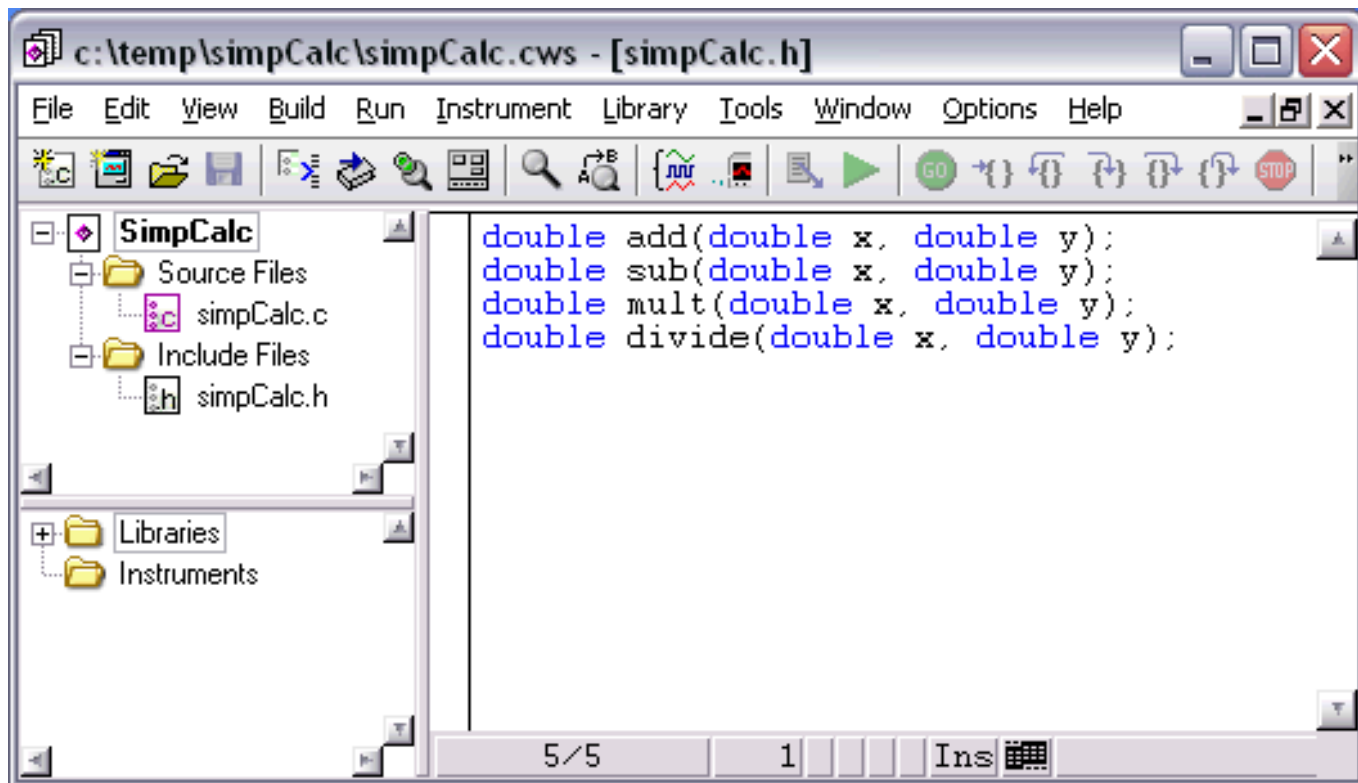 c:\temp\simpCalc\simpCalc.cws - [simpCalc.h]
File Edit View Build Run Instrument Library Tools Window Options Help
GO STOP
SimpCalc
Source Files
simpCalc.c
Include Files
simpCalc.h
Libraries
Instruments
double add(double x, double y);
double sub(double x, double y);
double mult(double x, double y);
double divide(double x, double y);
5/5 1 Ins